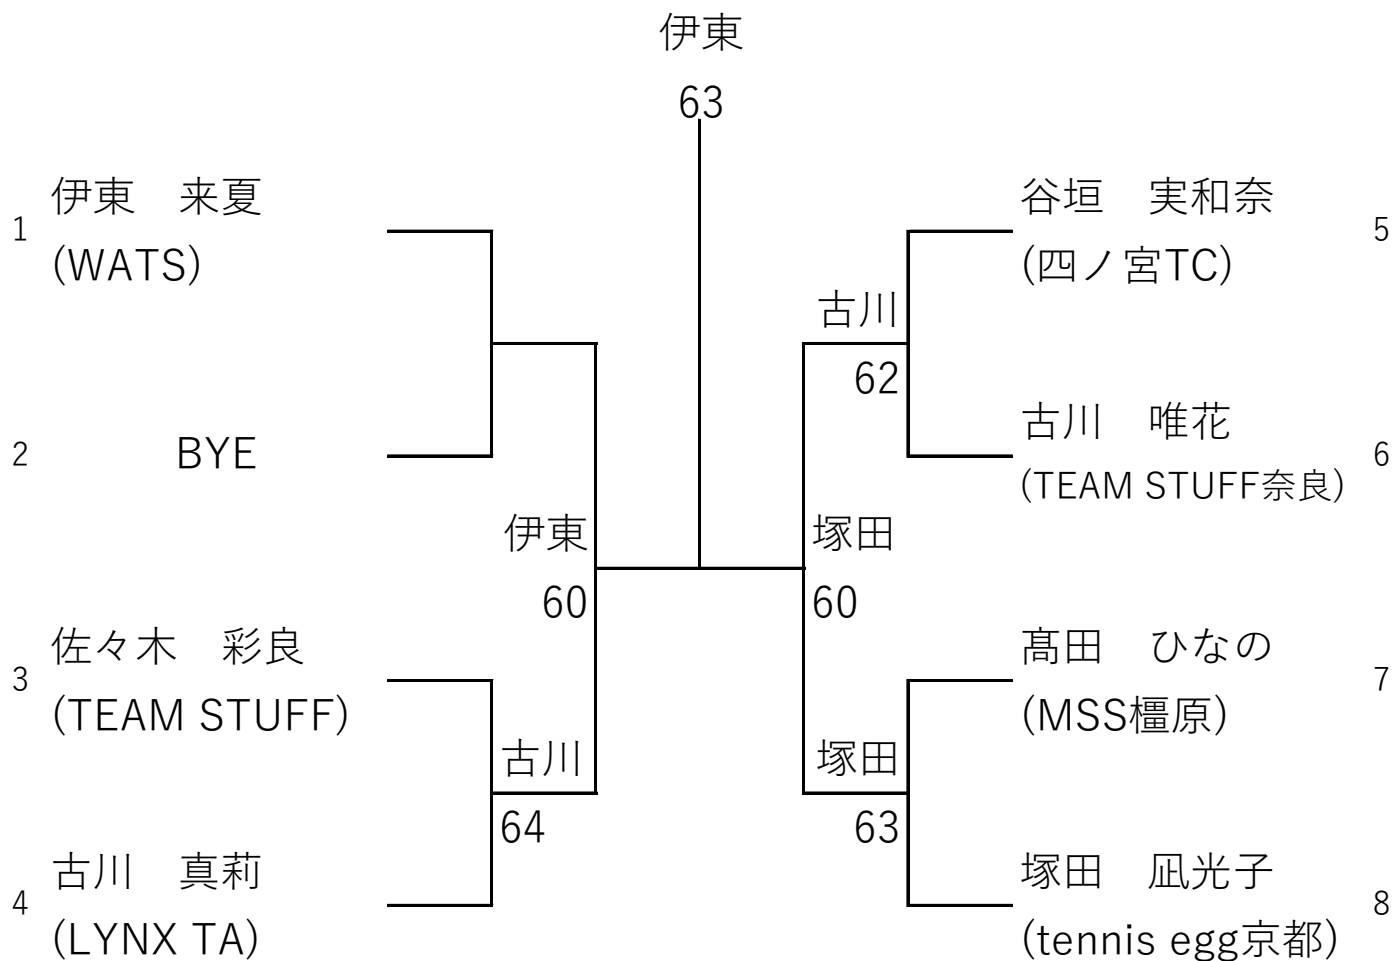 伊東
63
1
伊東　来夏
(WATS)
2
BYE
伊東
60
3
佐々木　彩良
(TEAM STUFF)
古川
64
4
古川　真莉
(LYNX TA)
谷垣　実和奈
(四ノ宮TC)
5
古川
62
古川　唯花
(TEAM STUFF奈良)
6
塚田
60
髙田　ひなの
(MSS橿原)
7
塚田
63
塚田　凪光子
(tennis egg京都)
8